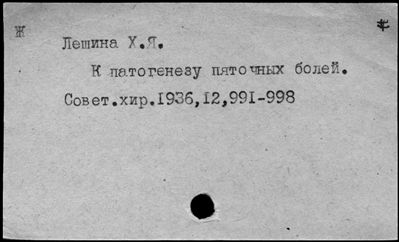 Ж
Лешина Х.Я.
К патогенезу пяточных болей.
Совет.хир.1936,12,991-998